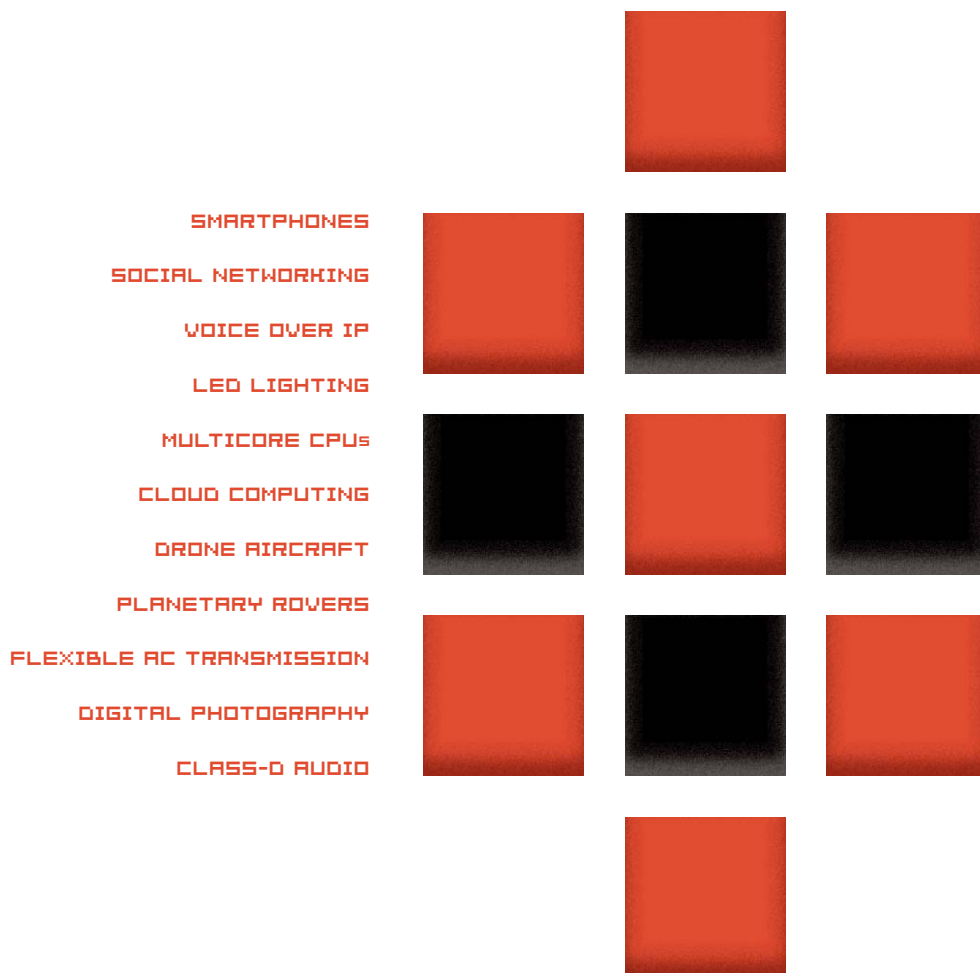 SMARTPHONES
SOCIAL NETWORKING
VOICE OVER IP
LED LIGHTING
MULTICORE CPUs
CLOUD COMPUTING
DRONE AIRCRAFT
PLANETARY ROVERS
FLEXIBLE AC TRANSMISSION
DIGITAL PHOTOGRAPHY
CLASS-D AUDIO